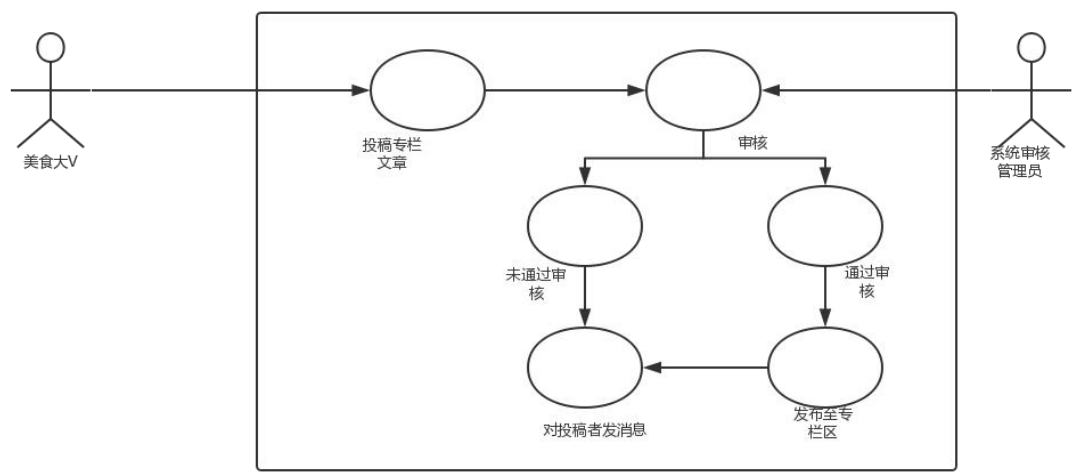 美食大V
投稿专栏
文章
审核
系统审核
管理员
未通过审
核
通过审
核
对投稿者发消息
发布至专
栏区